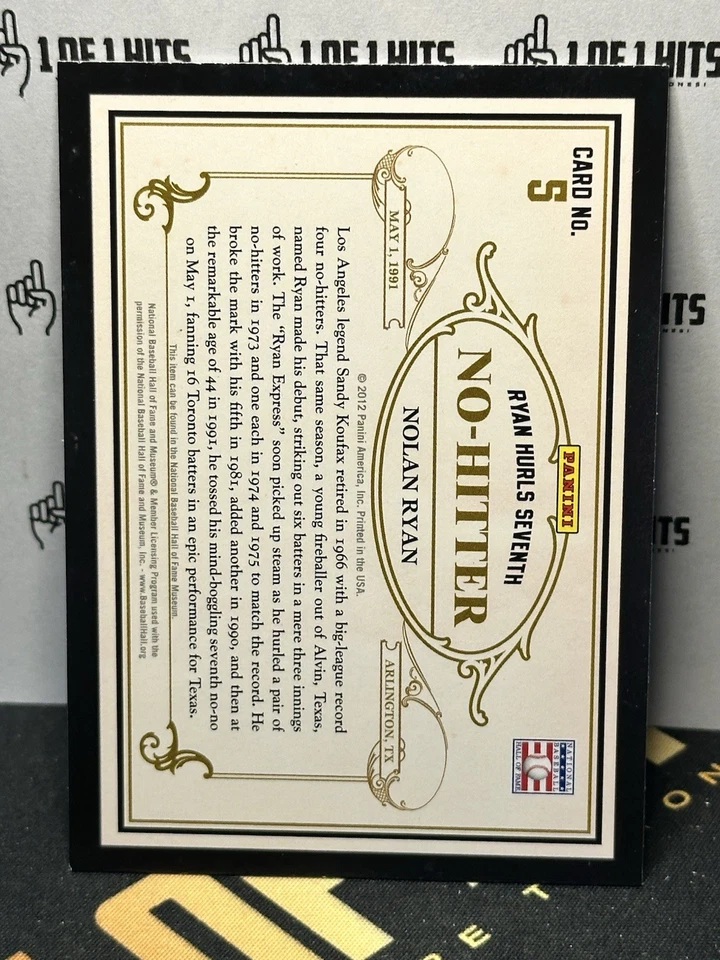 1 OF 1 HITS
1 OF 1 HITS
1 OF 1 HITS
CARD NO.
5
PANINI
NATIONAL
BASEBALL
HALL OF FAME
RYAN HURLS SEVENTH
NO-HITTER
NOLAN RYAN
MAY 1, 1991
ARLINGTON, TX
© 2012 Panini America, Inc. Printed in the USA.
Los Angeles legend Sandy Koufax retired in 1966 with a big-league record
four no-hitters. That same season, a young fireballer out of Alvin, Texas,
named Ryan made his debut, striking out six batters in a mere three innings
of work. The “Ryan Express” soon picked up steam as he hurled a pair of
no-hitters in 1973 and one each in 1974 and 1975 to match the record. He
broke the mark with his fifth in 1981, added another in 1990, and then at
the remarkable age of 44 in 1991, he tossed his mind-boggling seventh no-no
on May 1, fanning 16 Toronto batters in an epic performance for Texas.
This item can be found in the National Baseball Hall of Fame Museum.
National Baseball Hall of Fame and Museum® & Member Licensing Program used with the
permission of the National Baseball Hall of Fame and Museum, Inc. - www.BaseballHall.org
HITS
HITS